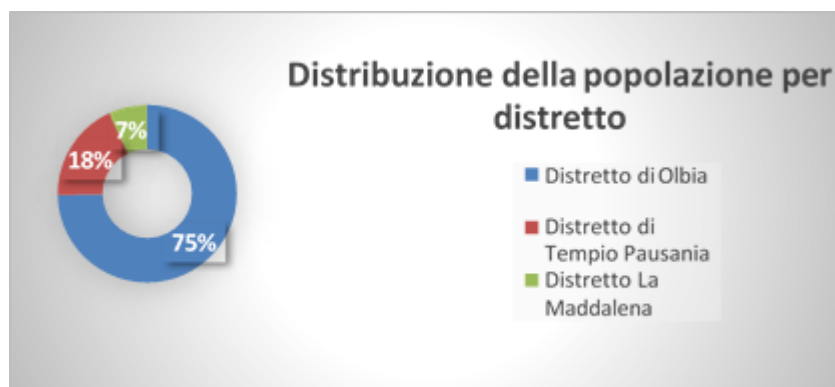 Distribuzione della popolazione per
distretto
7%
18%
75%
Distretto di Olbia
Distretto di
Tempio Pausania
Distretto La
Maddalena